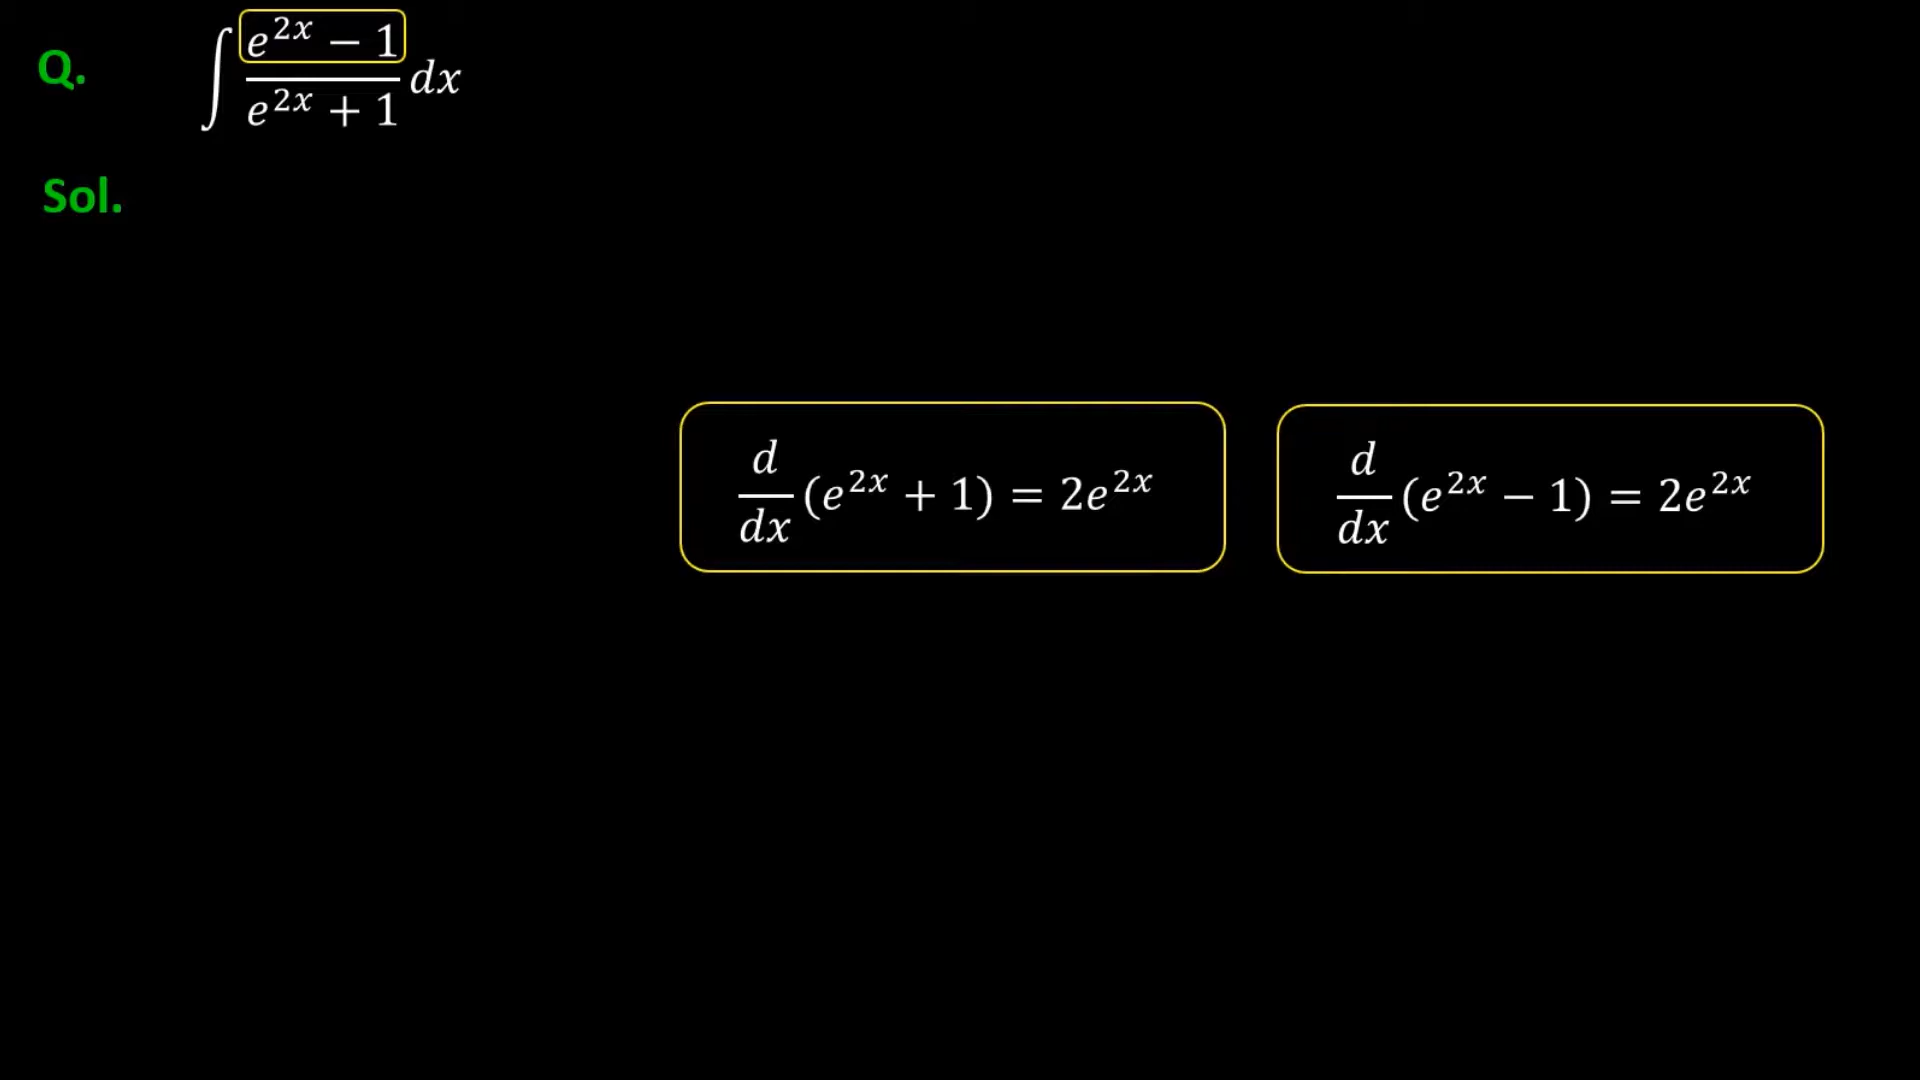 Q. ∫ (e^{2x} − 1)/(e^{2x} + 1) dx
Sol.
d/dx (e^{2x} + 1) = 2e^{2x}
d/dx (e^{2x} − 1) = 2e^{2x}